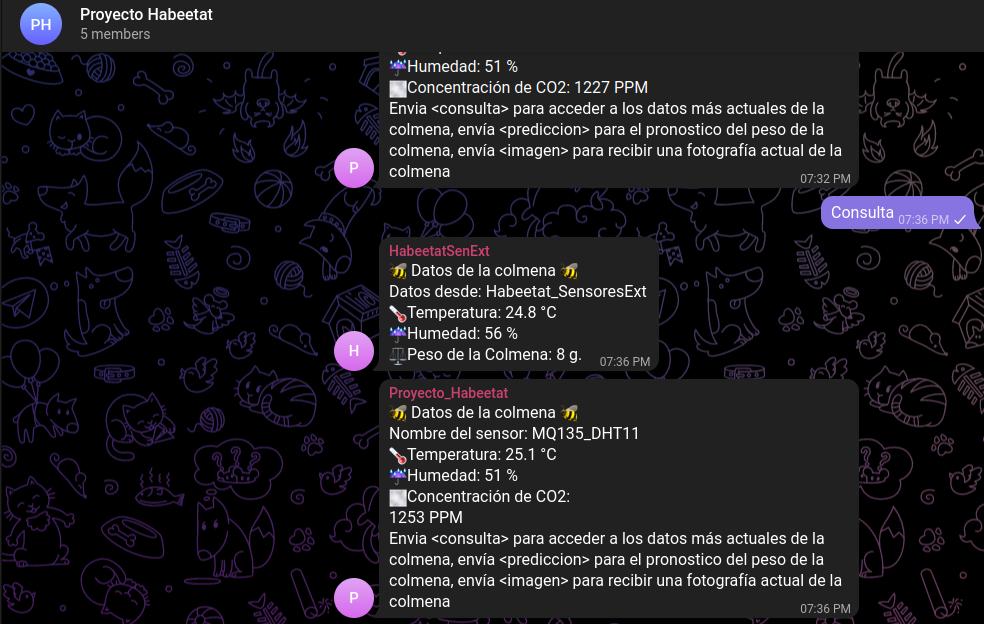 PH
Proyecto Habeetat
5 members
Humedad: 51 %
Concentración de CO2: 1227 PPM
Envia <consulta> para acceder a los datos más actuales de la
colmena, envía <prediccion> para el pronostico del peso de la
colmena, envía <imagen> para recibir una fotografía actual de la
colmena
07:32 PM
P
Consulta 07:36 PM
HabeetatSenExt
Datos de la colmena
Datos desde: Habeetat_SensoresExt
Temperatura: 24.8 °C
Humedad: 56 %
Peso de la Colmena: 8 g.
07:36 PM
H
Proyecto_Habeetat
Datos de la colmena
Nombre del sensor: MQ135_DHT11
Temperatura: 25.1 °C
Humedad: 51 %
Concentración de CO2:
1253 PPM
Envia <consulta> para acceder a los datos más actuales de la
colmena, envía <prediccion> para el pronostico del peso de la
colmena, envía <imagen> para recibir una fotografía actual de la
colmena
07:36 PM
P